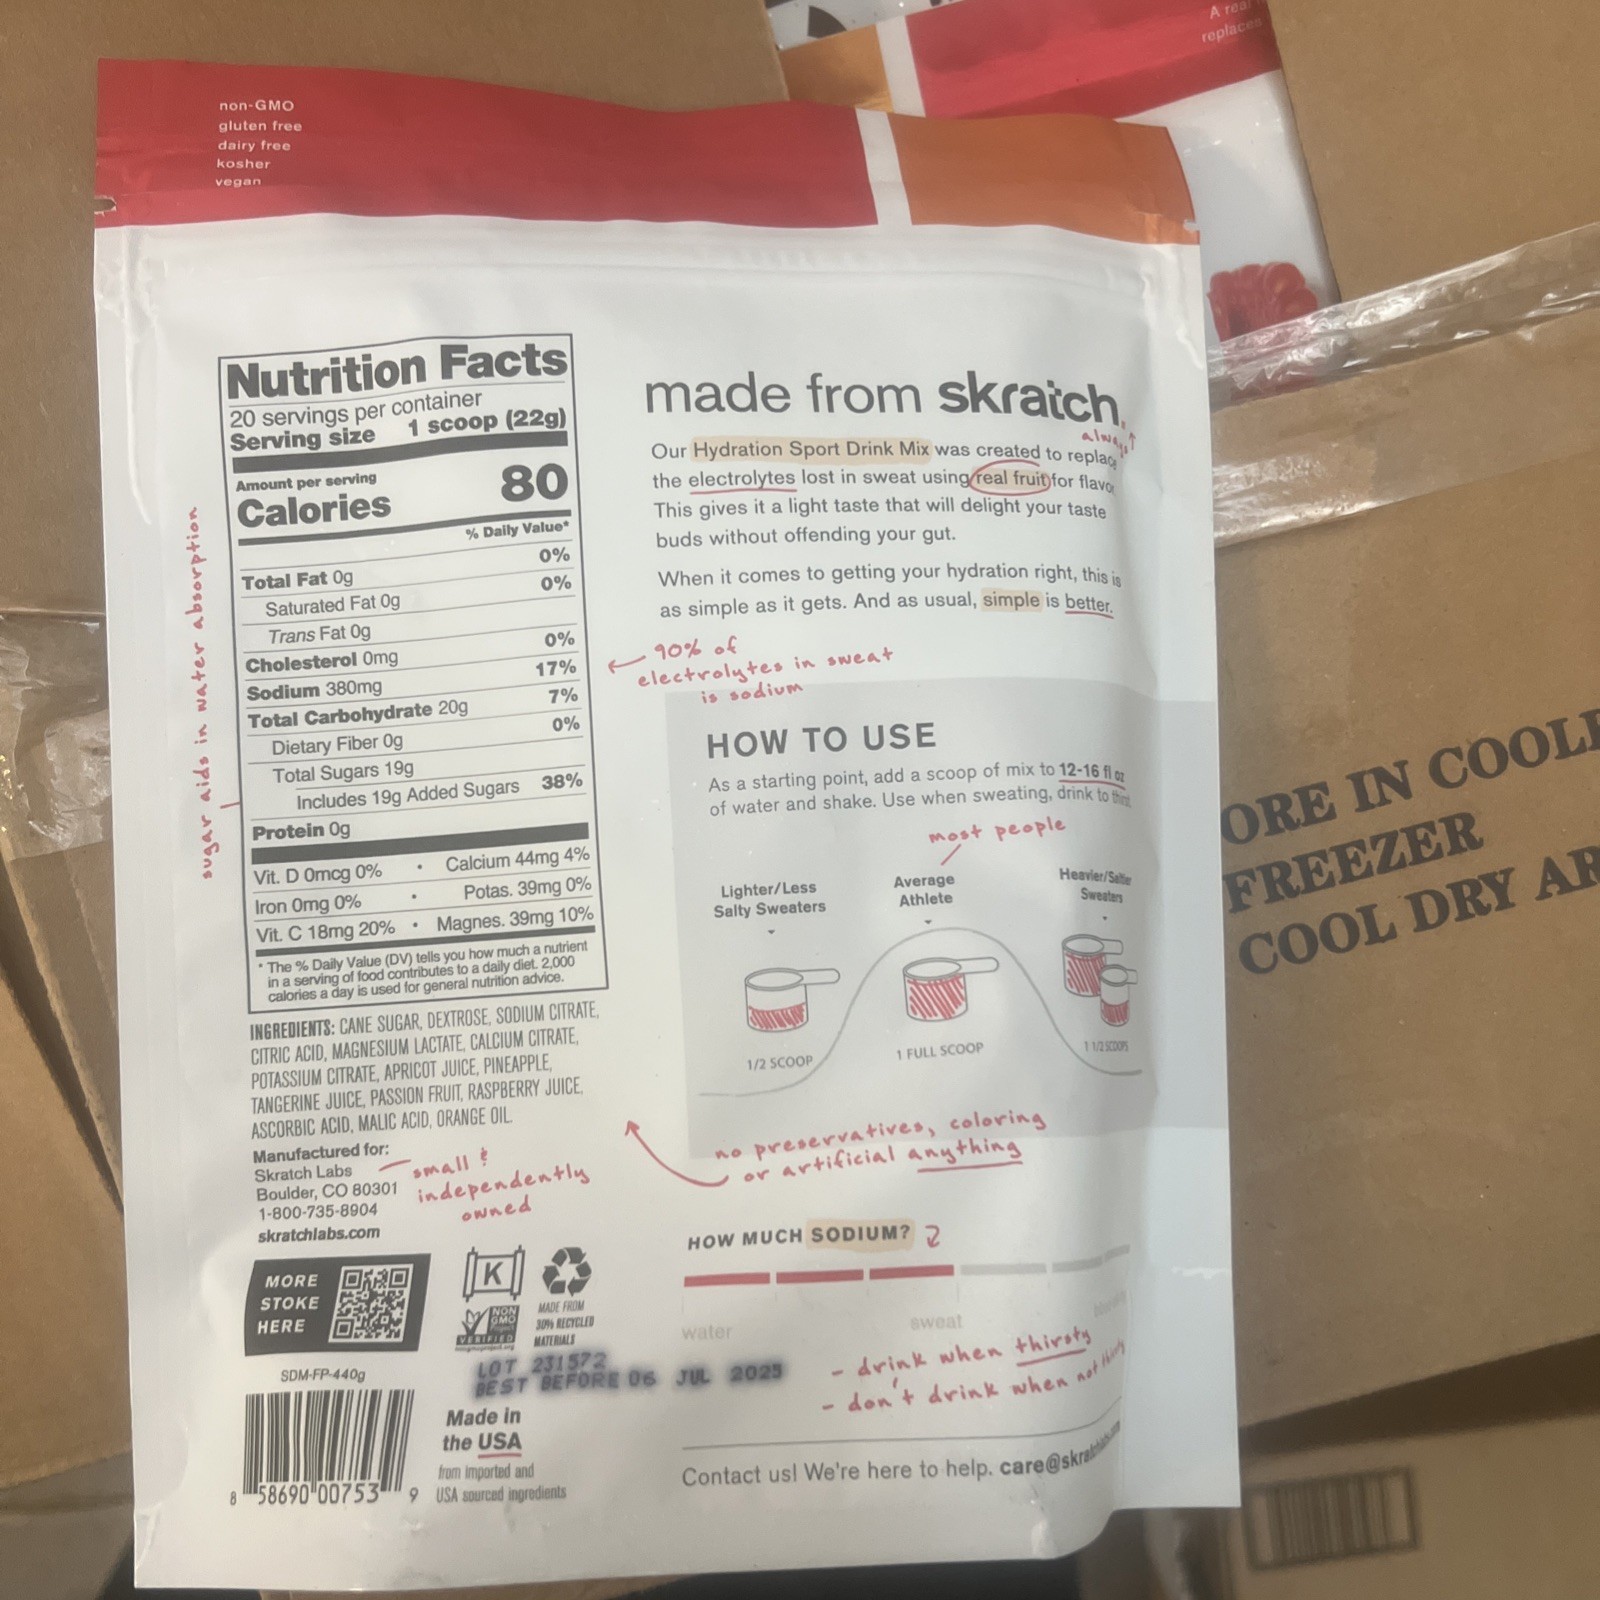 A real
replaces
non-GMO
gluten free
dairy free
kosher
vegan
Nutrition Facts
20 servings per container
Serving size 1 scoop (22g)
Amount per serving
Calories 80
% Daily Value*
Total Fat 0g 0%
Saturated Fat 0g 0%
Trans Fat 0g
Cholesterol 0mg 0%
Sodium 380mg 17%
Total Carbohydrate 20g 7%
Dietary Fiber 0g 0%
Total Sugars 19g
Includes 19g Added Sugars 38%
Protein 0g
Vit. D 0mcg 0% • Calcium 44mg 4%
Iron 0mg 0% • Potas. 39mg 0%
Vit. C 18mg 20% • Magnes. 39mg 10%
* The % Daily Value (DV) tells you how much a nutrient
in a serving of food contributes to a daily diet. 2,000
calories a day is used for general nutrition advice.
sugar aids in water absorption
INGREDIENTS: CANE SUGAR, DEXTROSE, SODIUM CITRATE,
CITRIC ACID, MAGNESIUM LACTATE, CALCIUM CITRATE,
POTASSIUM CITRATE, APRICOT JUICE, PINEAPPLE,
TANGERINE JUICE, PASSION FRUIT, RASPBERRY JUICE,
ASCORBIC ACID, MALIC ACID, ORANGE OIL.
Manufactured for:
Skratch Labs
Boulder, CO 80301
1-800-735-8904
skratchlabs.com
small &
independently
owned
MORE
STOKE
HERE
K
NON
GMO
Project
VERIFIED
MADE FROM
30% RECYCLED
MATERIALS
LOT 231572
BEST BEFORE 06 JUL 2025
SDM-FP-440g
8 58690 00753 9
Made in
the USA
from imported and
USA sourced ingredients
made from skratch.
always
Our Hydration Sport Drink Mix was created to replace
the electrolytes lost in sweat using real fruit for flavor
This gives it a light taste that will delight your taste
buds without offending your gut.
When it comes to getting your hydration right, this is
as simple as it gets. And as usual, simple is better.
90% of
electrolytes in sweat
is sodium
HOW TO USE
As a starting point, add a scoop of mix to 12-16 fl oz
of water and shake. Use when sweating, drink to thirst
most people
Lighter/Less
Salty Sweaters
Average
Athlete
Heavier/Saltier
Sweaters
1/2 SCOOP
1 FULL SCOOP
1 1/2 SCOOPS
no preservatives, coloring
or artificial anything
HOW MUCH SODIUM?
water
sweat
- drink when thirsty
- don't drink when not thirsty
Contact us! We're here to help.
ORE IN COOL
FREEZER
COOL DRY AR